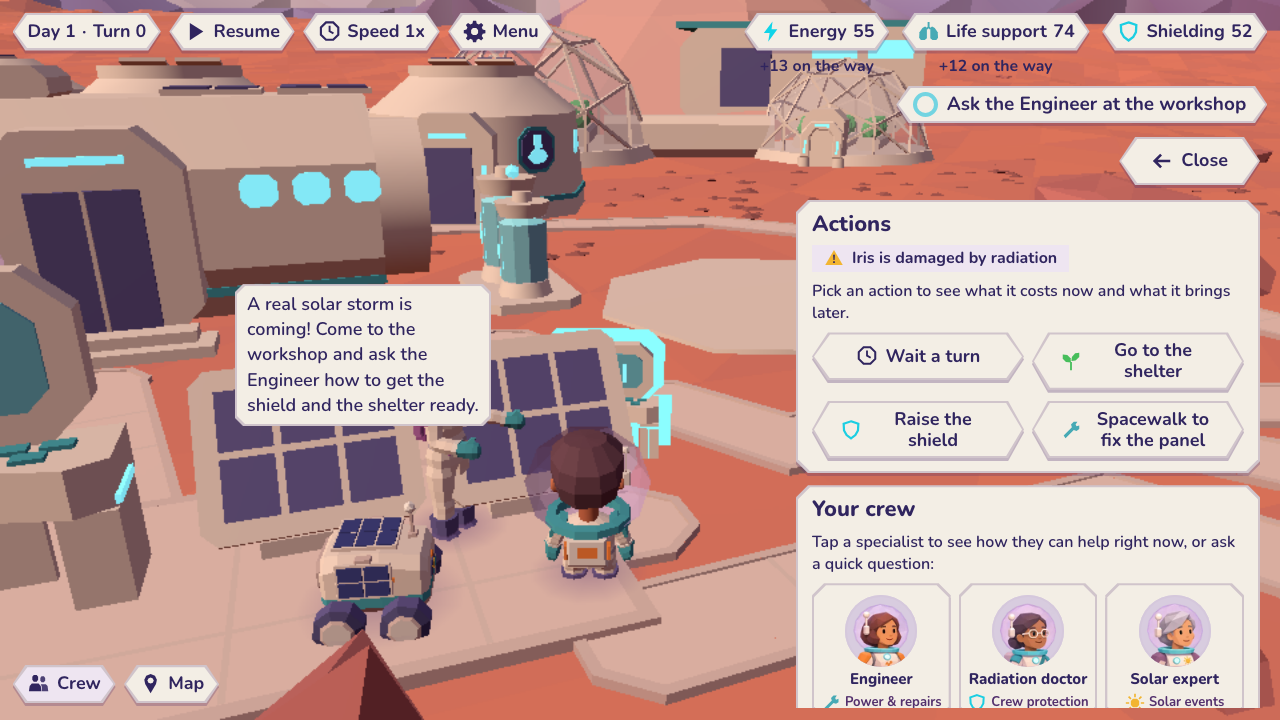 Day 1 · Turn 0
Resume
Speed 1x
Menu
Energy 55
Life support 74
Shielding 52
+13 on the way
+12 on the way
Ask the Engineer at the workshop
Close
A real solar storm is
coming! Come to the
workshop and ask the
Engineer how to get the
shield and the shelter ready.
Actions
Iris is damaged by radiation
Pick an action to see what it costs now and what it brings
later.
Wait a turn
Go to the
shelter
Raise the
shield
Spacewalk to
fix the panel
Your crew
Tap a specialist to see how they can help right now, or ask
a quick question:
Engineer
Power & repairs
Radiation doctor
Crew protection
Solar expert
Solar events
Crew
Map